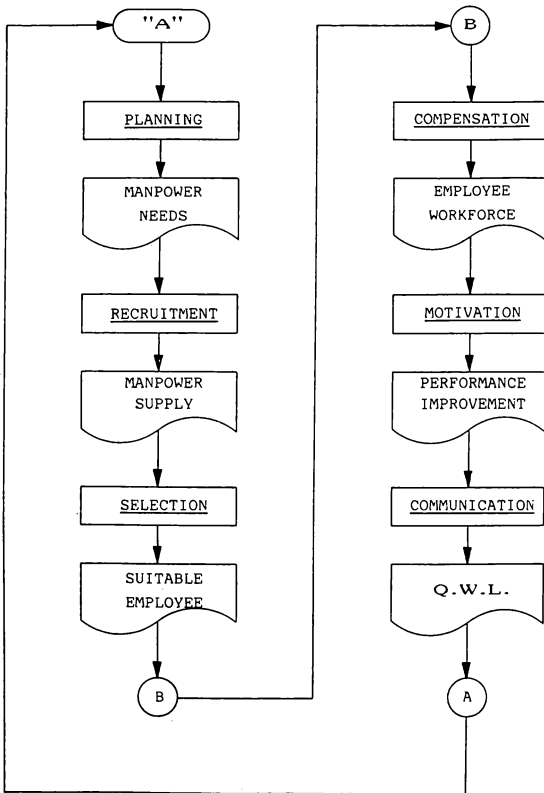 "A"
PLANNING
MANPOWER
NEEDS
RECRUITMENT
MANPOWER
SUPPLY
SELECTION
SUITABLE
EMPLOYEE
B
B
COMPENSATION
EMPLOYEE
WORKFORCE
MOTIVATION
PERFORMANCE
IMPROVEMENT
COMMUNICATION
Q.W.L.
A